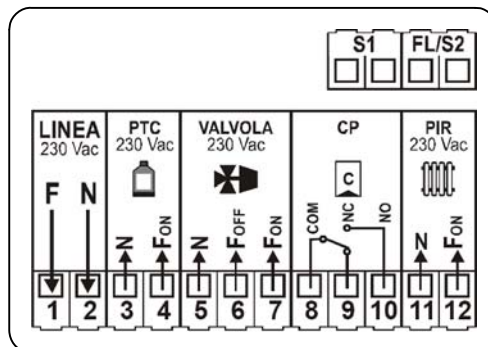 S1 FL/S2
LINEA PTC VALVOLA CP PIR
230 Vac 230 Vac 230 Vac 230 Vac
C
F N
N FON N FOFF FON COM NC NO N FON
1 2 3 4 5 6 7 8 9 10 11 12